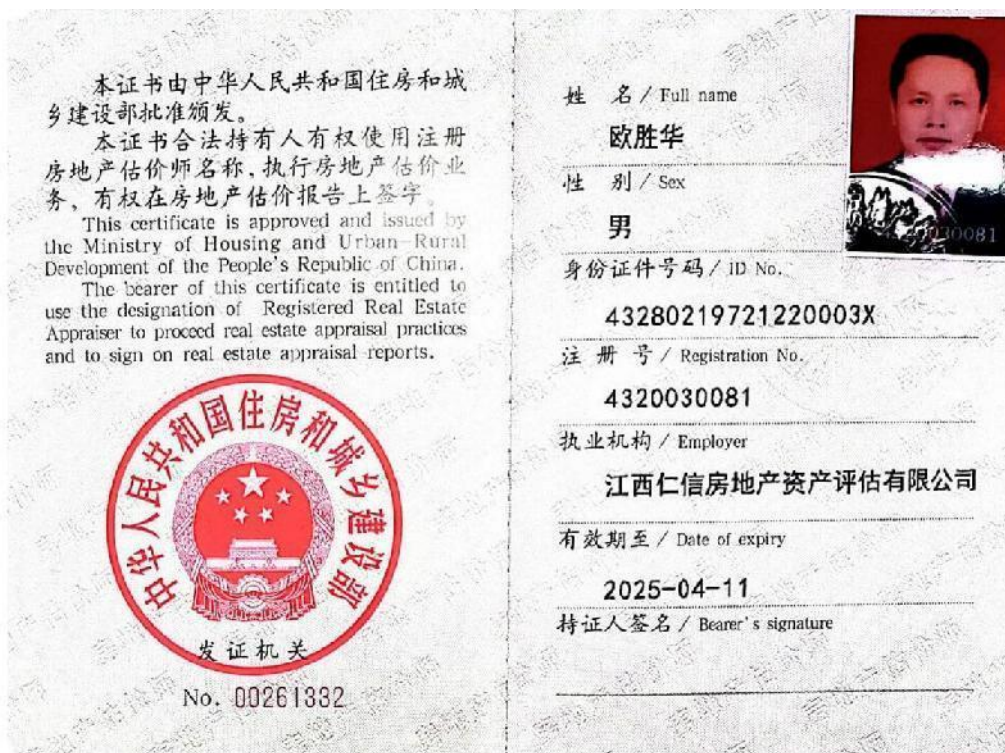 本证书由中华人民共和国住房和城
乡建设部批准颁发。
本证书合法持有人有权使用注册
房地产估价师名称，执行房地产估价业
务，有权在房地产估价报告上签字。
This certificate is approved and issued by
the Ministry of Housing and Urban-Rural
Development of the People's Republic of China.
The bearer of this certificate is entitled to
use the designation of Registered Real Estate
Appraiser to proceed real estate appraisal practices
and to sign on real estate appraisal reports.
中华人民共和国住房和城乡建设部
发证机关
No. 00261332
姓 名 / Full name
欧胜华
性 别 / Sex
男
身份证件号码 / ID No.
43280219721220003X
注 册 号 / Registration No.
4320030081
执业机构 / Employer
江西仁信房地产资产评估有限公司
有效期至 / Date of expiry
2025-04-11
持证人签名 / Bearer's signature